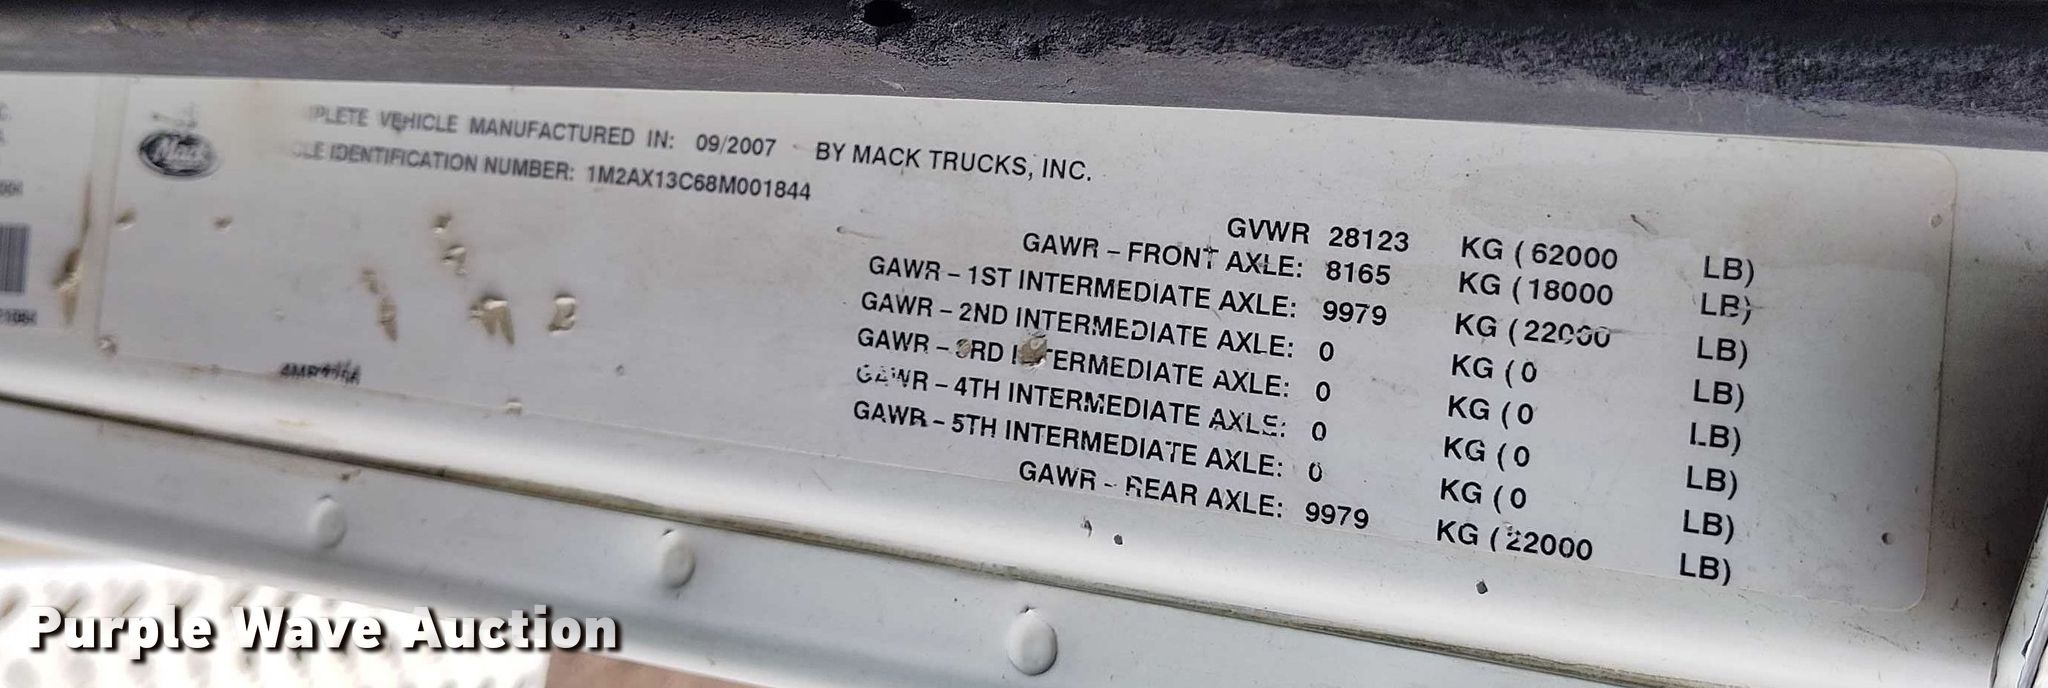 Mack
PLETE VEHICLE MANUFACTURED IN: 09/2007 BY MACK TRUCKS, INC.
CLE IDENTIFICATION NUMBER: 1M2AX13C68M001844
GVWR 28123 KG ( 62000 LB)
GAWR - FRONT AXLE: 8165 KG ( 18000 LB)
GAWR - 1ST INTERMEDIATE AXLE: 9979 KG ( 22000 LB)
GAWR - 2ND INTERMEDIATE AXLE: 0 KG ( 0 LB)
GAWR - 3RD INTERMEDIATE AXLE: 0 KG ( 0 LB)
GAWR - 4TH INTERMEDIATE AXLE: 0 KG ( 0 LB)
GAWR - 5TH INTERMEDIATE AXLE: 0 KG ( 0 LB)
GAWR - REAR AXLE: 9979 KG ( 22000 LB)
Purple Wave Auction